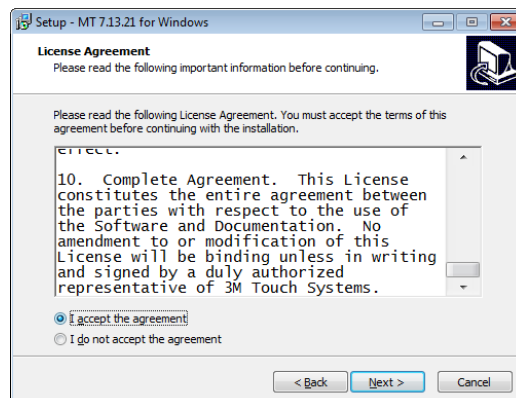 Setup - MT 7.13.21 for Windows
License Agreement
Please read the following important information before continuing.
Please read the following License Agreement. You must accept the terms of this
agreement before continuing with the installation.
effect.
10.  Complete Agreement.  This License
constitutes the entire agreement between
the parties with respect to the use of
the Software and Documentation.  No
amendment to or modification of this
License will be binding unless in writing
and signed by a duly authorized
representative of 3M Touch Systems.
I accept the agreement
I do not accept the agreement
< Back
Next >
Cancel